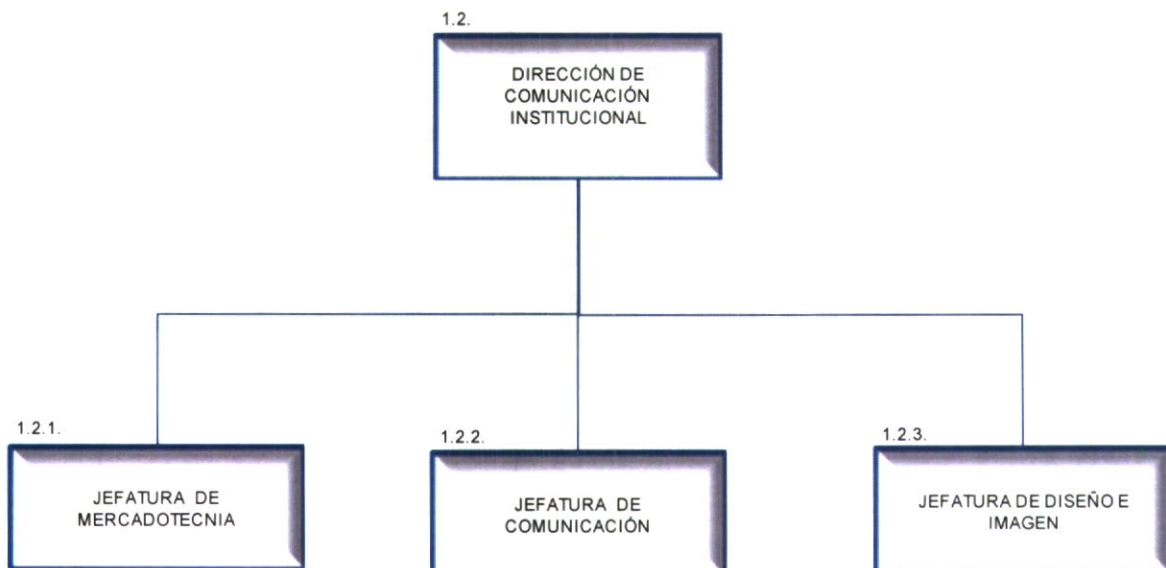 1.2.
DIRECCIÓN DE
COMUNICACIÓN
INSTITUCIONAL
1.2.1.
JEFATURA DE
MERCADOTECNIA
1.2.2.
JEFATURA DE
COMUNICACIÓN
1.2.3.
JEFATURA DE DISEÑO E
IMAGEN